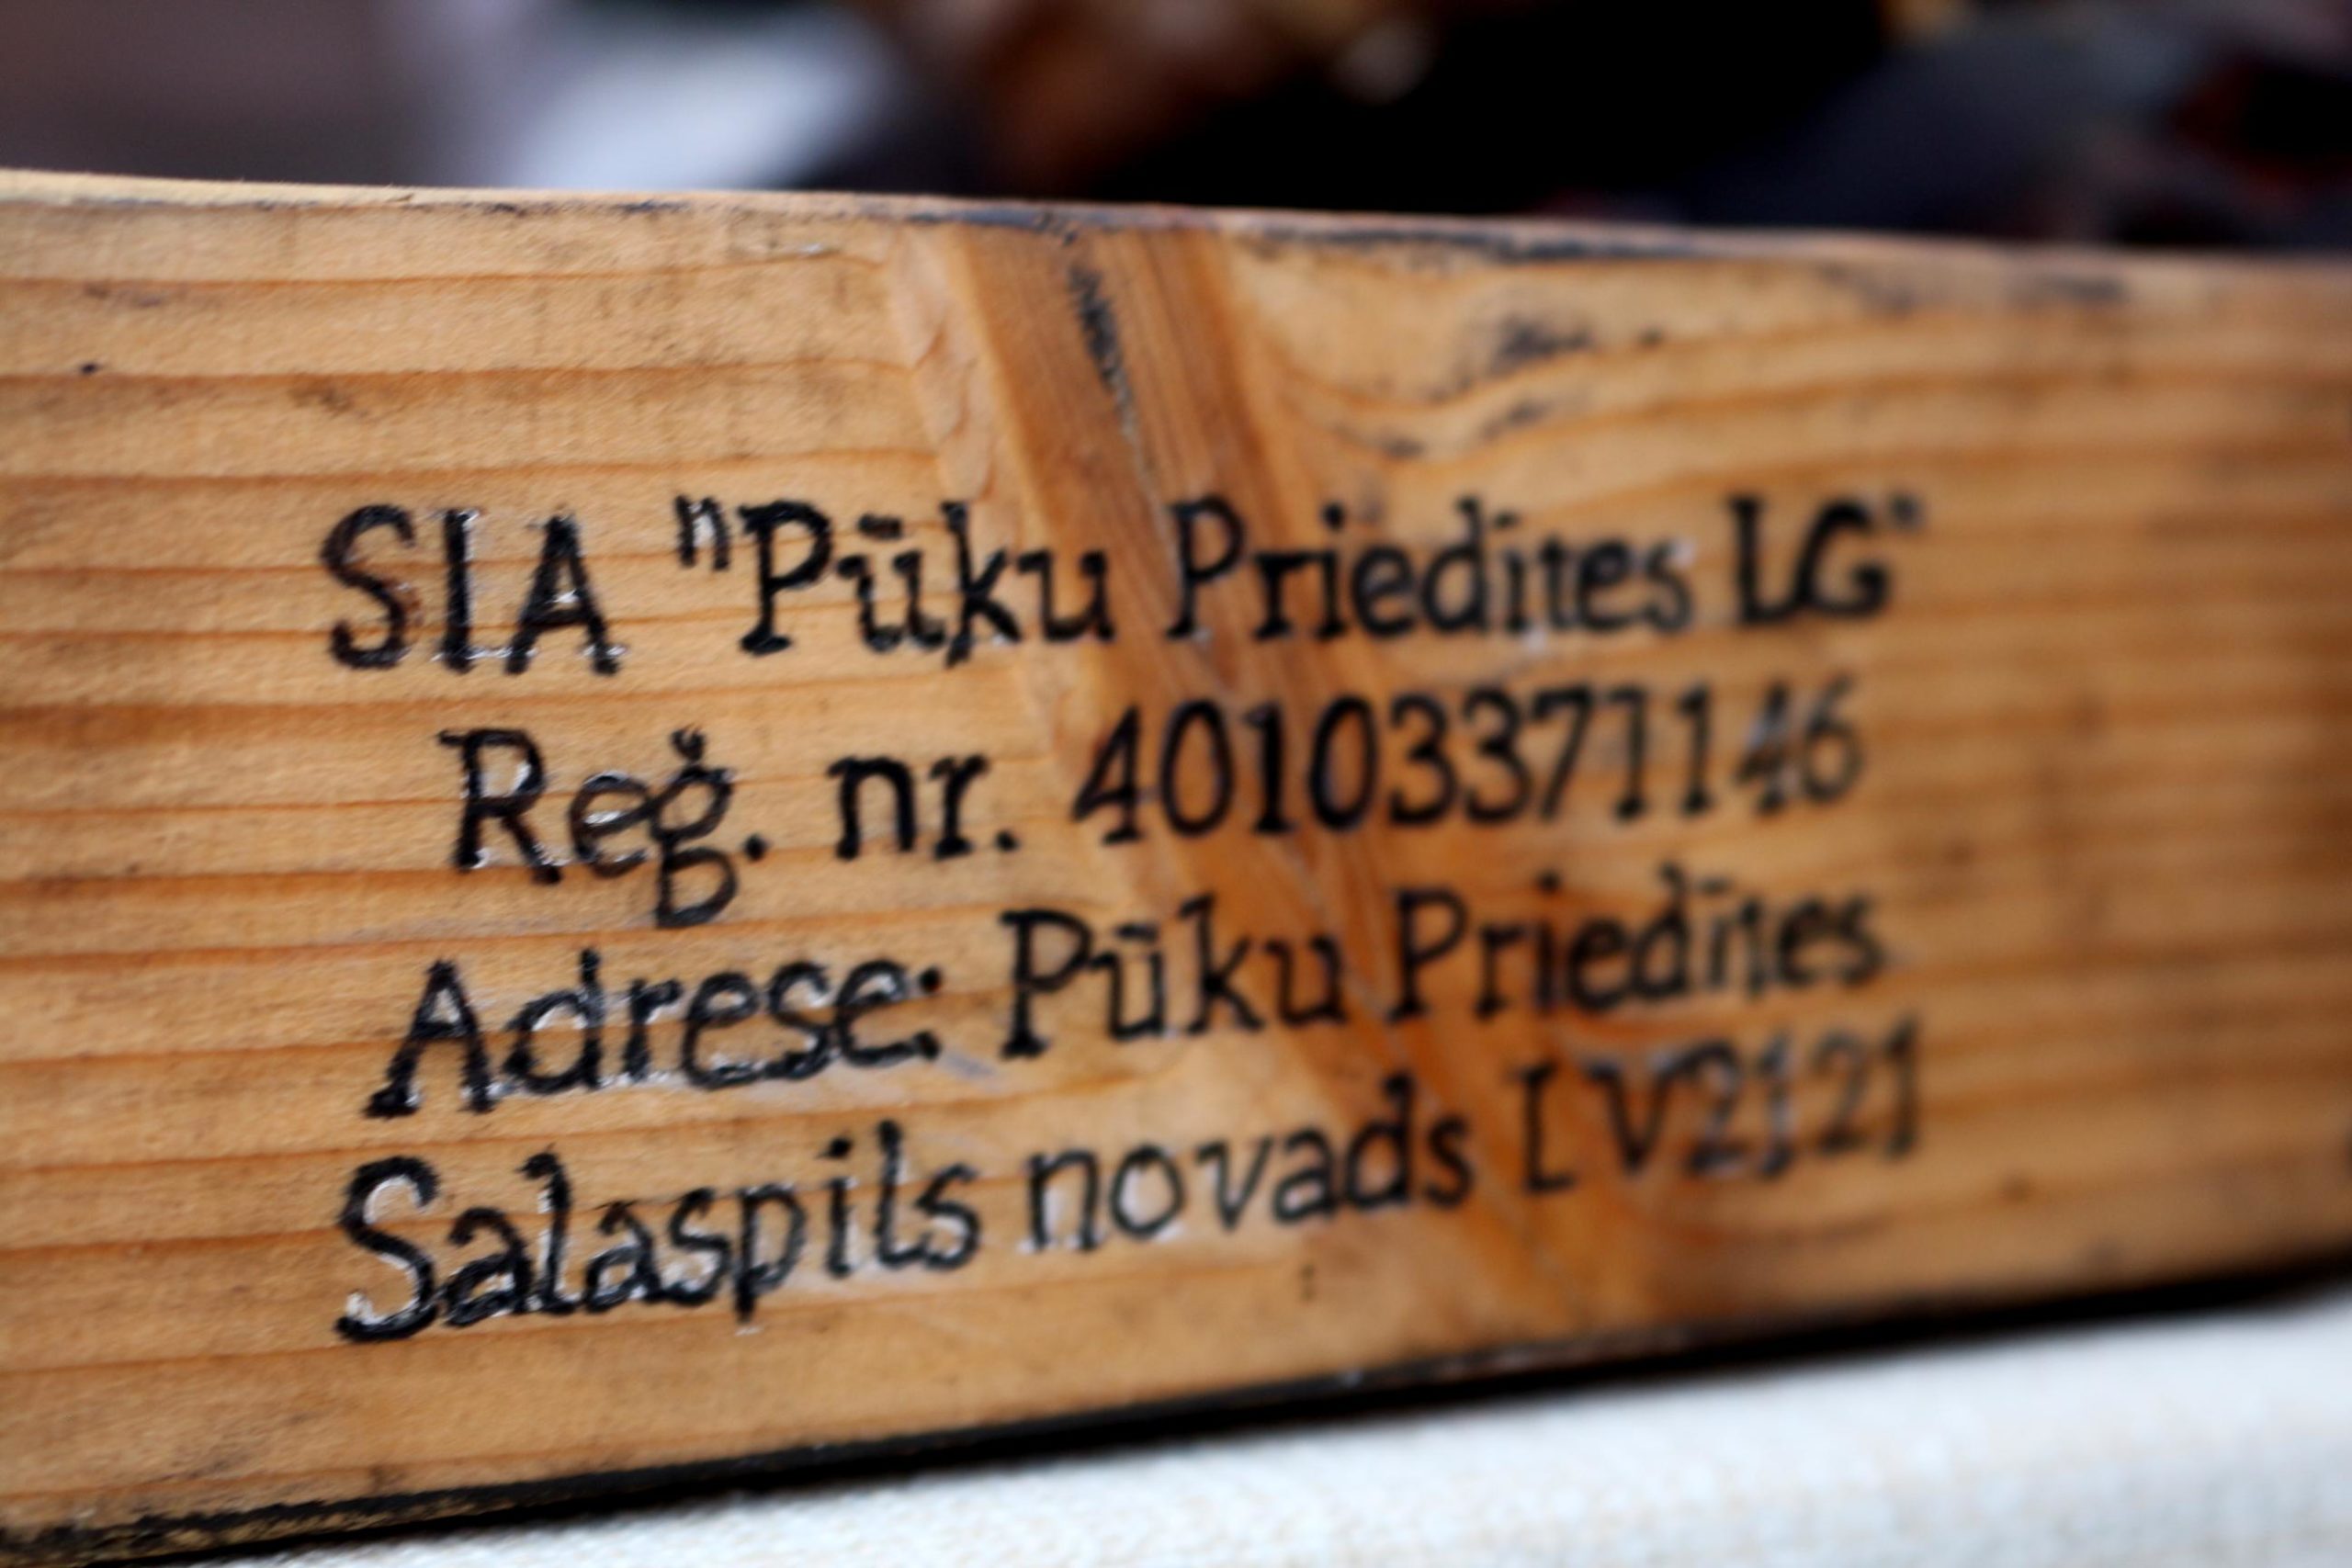 SIA "Pūku Priedītes LG"
Reģ. nr. 40103371146
Adrese: Pūku Priedītes
Salaspils novads LV2121